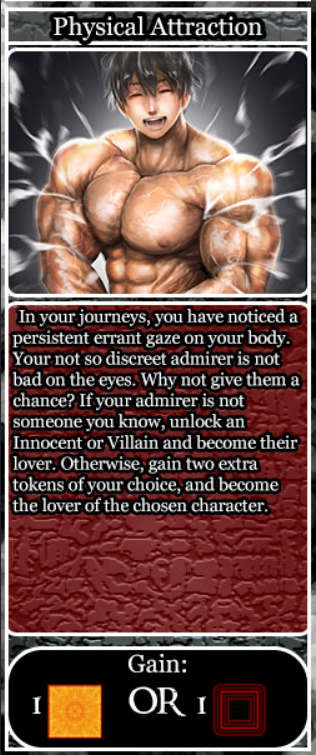 Physical Attraction
In your journeys, you have noticed a
persistent errant gaze on your body.
Your not so discreet admirer is not
bad on the eyes. Why not give them a
chance? If your admirer is not
someone you know, unlock an
Innocent or Villain and become their
lover. Otherwise, gain two extra
tokens of your choice, and become
the lover of the chosen character.
Gain:
1 OR 1